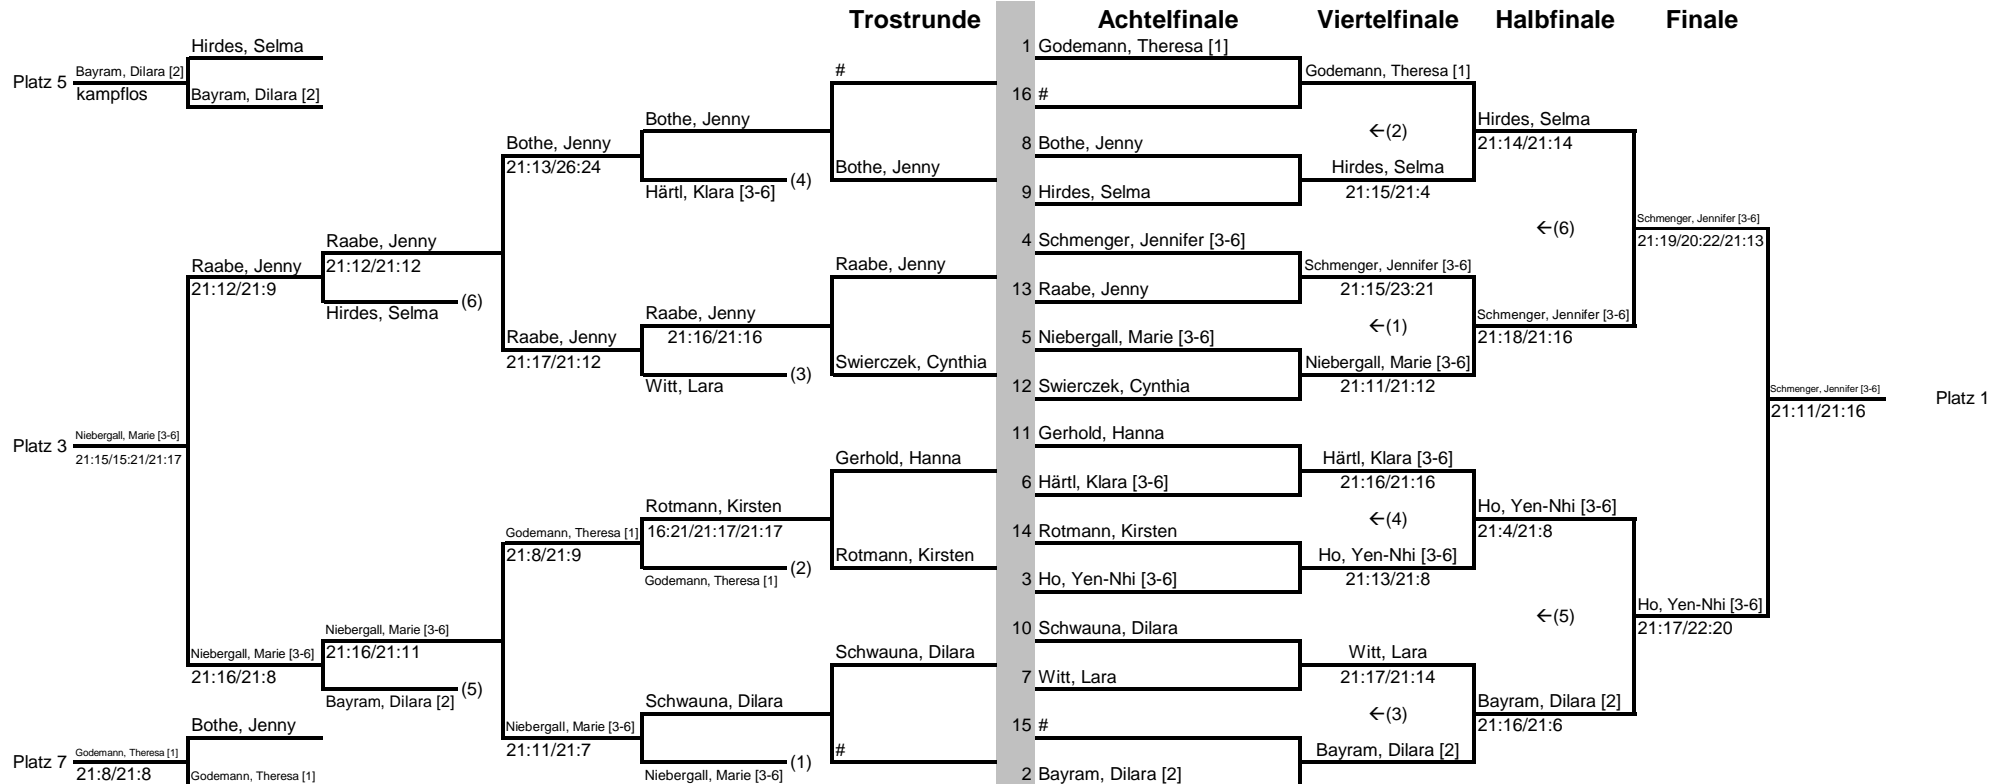 Trostrunde Achtelfinale Viertelfinale Halbfinale Finale
Hirdes, Selma
Platz 5 Bayram, Dilara [2]
kampflos
Bayram, Dilara [2]
Bothe, Jenny
21:13/26:24
Bothe, Jenny
Härtl, Klara [3-6] (4)
#
Bothe, Jenny
Raabe, Jenny
21:12/21:9
Raabe, Jenny
21:12/21:12
Hirdes, Selma (6)
Raabe, Jenny
21:17/21:12
Raabe, Jenny
21:16/21:16
Witt, Lara (3)
Raabe, Jenny
Swierczek, Cynthia
Platz 3 Niebergall, Marie [3-6]
21:15/15:21/21:17
Godemann, Theresa [1]
21:8/21:9
Rotmann, Kirsten
16:21/21:17/21:17
Godemann, Theresa [1] (2)
Gerhold, Hanna
Rotmann, Kirsten
Niebergall, Marie [3-6]
21:16/21:8
Niebergall, Marie [3-6]
21:16/21:11
Bayram, Dilara [2] (5)
Niebergall, Marie [3-6]
21:11/21:7
Schwauna, Dilara
Niebergall, Marie [3-6] (1)
Schwauna, Dilara
#
Bothe, Jenny
Platz 7 Godemann, Theresa [1]
21:8/21:8
Godemann, Theresa [1]
1 Godemann, Theresa [1]
16 #
8 Bothe, Jenny
9 Hirdes, Selma
4 Schmenger, Jennifer [3-6]
13 Raabe, Jenny
5 Niebergall, Marie [3-6]
12 Swierczek, Cynthia
11 Gerhold, Hanna
6 Härtl, Klara [3-6]
14 Rotmann, Kirsten
3 Ho, Yen-Nhi [3-6]
10 Schwauna, Dilara
7 Witt, Lara
15 #
2 Bayram, Dilara [2]
Godemann, Theresa [1]
←(2)
Hirdes, Selma
21:15/21:4
Schmenger, Jennifer [3-6]
21:15/23:21
←(1)
Niebergall, Marie [3-6]
21:11/21:12
Härtl, Klara [3-6]
21:16/21:16
←(4)
Ho, Yen-Nhi [3-6]
21:13/21:8
Witt, Lara
21:17/21:14
←(3)
Bayram, Dilara [2]
Hirdes, Selma
21:14/21:14
←(6)
Schmenger, Jennifer [3-6]
21:18/21:16
Ho, Yen-Nhi [3-6]
21:4/21:8
←(5)
Bayram, Dilara [2]
21:16/21:6
Schmenger, Jennifer [3-6]
21:19/20:22/21:13
Ho, Yen-Nhi [3-6]
21:17/22:20
Schmenger, Jennifer [3-6]
21:11/21:16
Platz 1